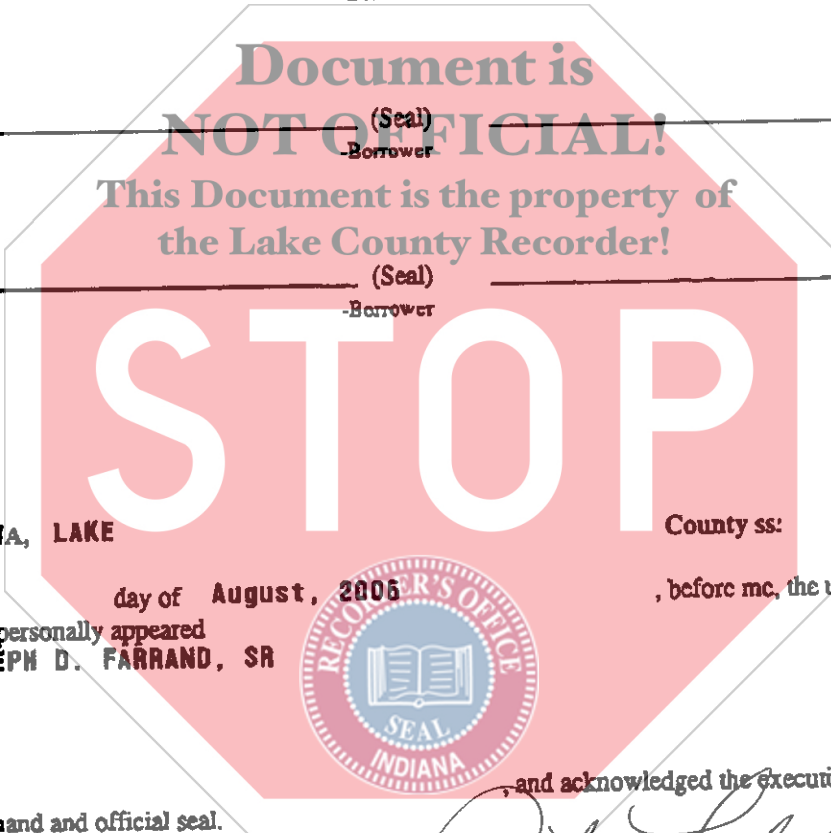 Document is
(Seal)
NOT OFFICIAL!
-Borrower
This Document is the property of
the Lake County Recorder!
(Seal)
-Borrower
STOP
A, LAKE County ss:
day of August, 2006 , before me, the
personally appeared
EPH D. FARRAND, SR
RECORDER'S OFFICE
SEAL
INDIANA
, and acknowledged the executi
hand and official seal.